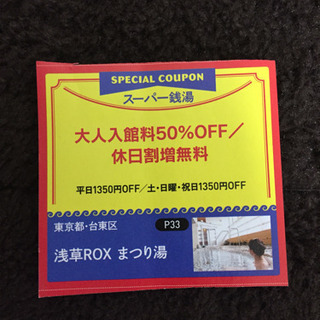 SPECIAL COUPON
スーパー銭湯
大人入館料50%OFF／
休日割増無料
平日1350円OFF／土・日曜・祝日1350円OFF
東京都・台東区
P33
浅草ROX まつり湯